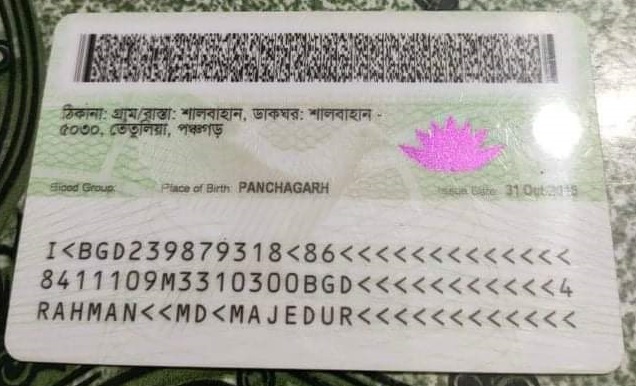 ঠিকানা: গ্রাম/রাস্তা: শালবাহান, ডাকঘর: শালবাহান -
৫০৩০, তেতুলিয়া, পঞ্চগড়
Blood Group: Place of Birth: PANCHAGARH Issue Date: 31 Oct
I<BGD239879318<86<<<<<<<<<<<<<
8411109M3310300BGD<<<<<<<<<<<4
RAHMAN<<MD<MAJEDUR<<<<<<<<<<<<